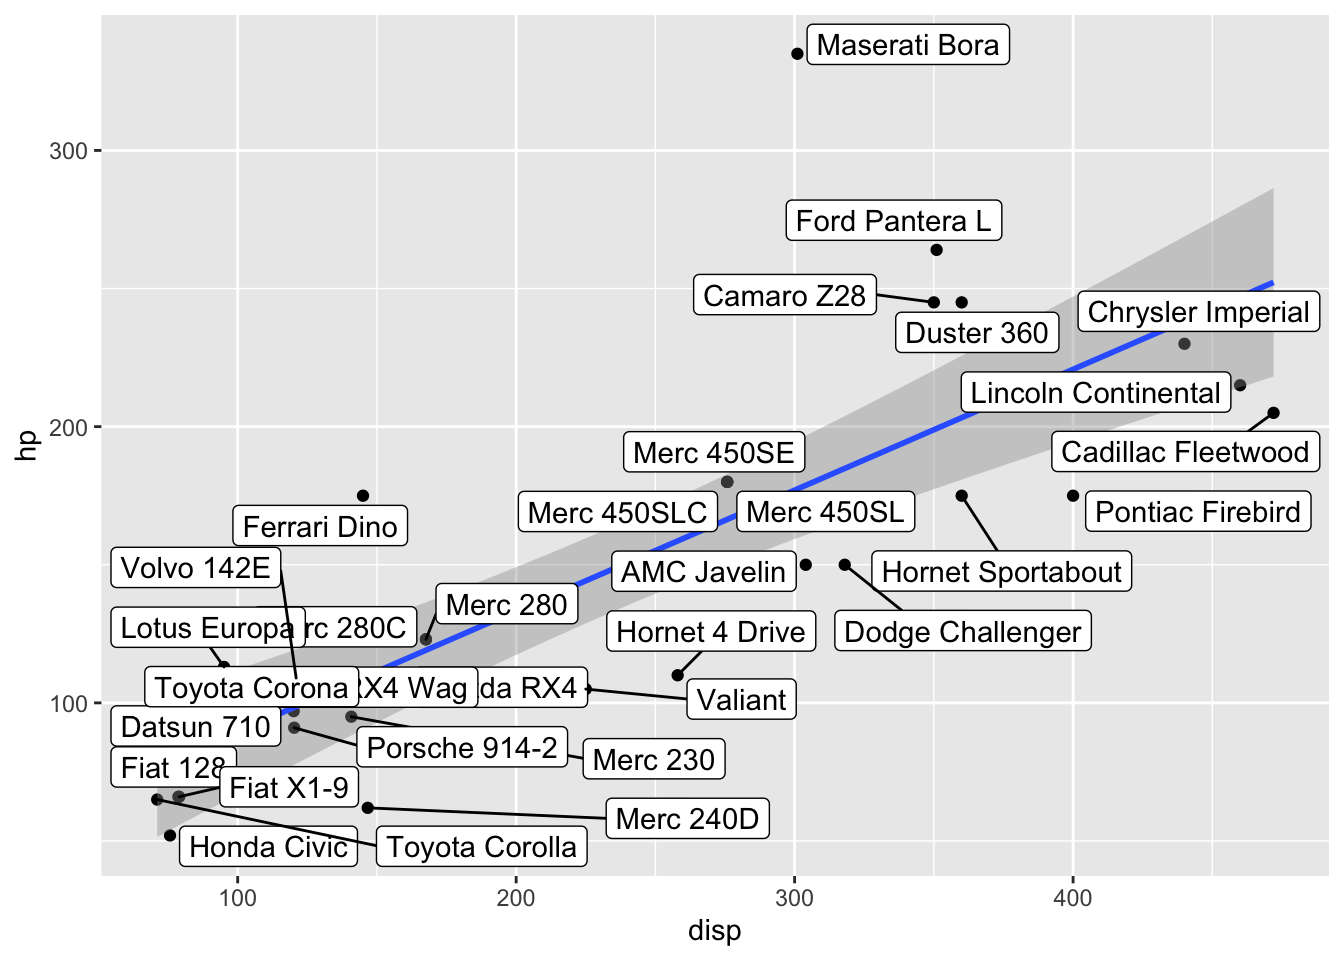 Maserati Bora
300
Ford Pantera L
Camaro Z28
Chrysler Imperial
Duster 360
Lincoln Continental
hp
200
Merc 450SE
Cadillac Fleetwood
Merc 450SLC
Merc 450SL
Pontiac Firebird
Ferrari Dino
Volvo 142E
AMC Javelin
Hornet Sportabout
Merc 280
Lotus Europa
rc 280C
Hornet 4 Drive
Dodge Challenger
Toyota Corona
RX4 Wag
da RX4
Valiant
100
Datsun 710
Porsche 914-2
Merc 230
Fiat 128
Fiat X1-9
Merc 240D
Honda Civic
Toyota Corolla
100
200
300
400
disp